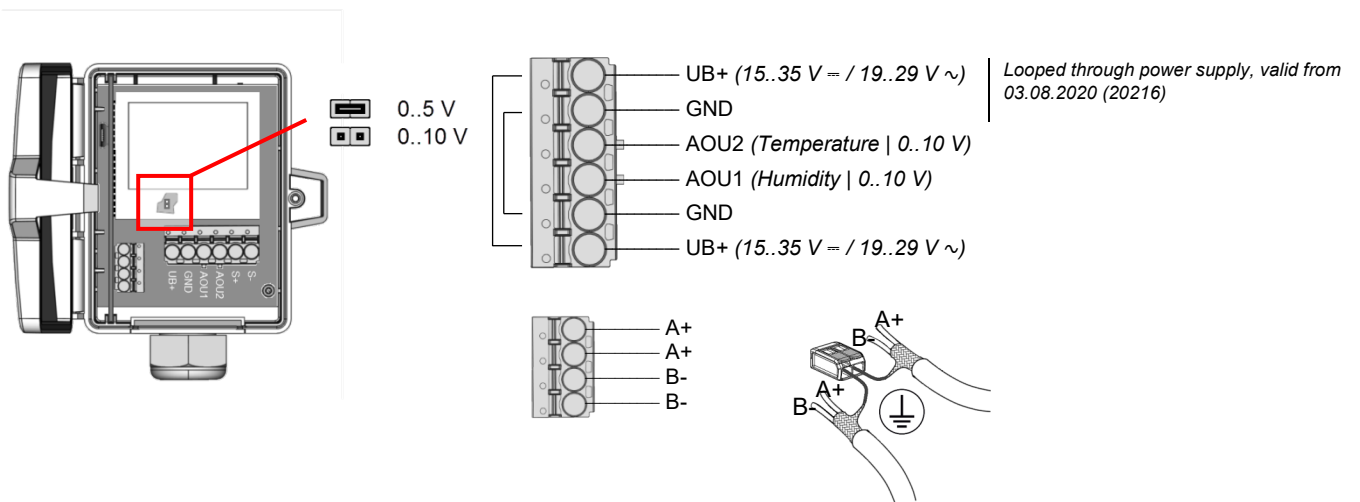 0..5 V
0..10 V
UB+
GND
AOU1
AOU2
S+
S-
UB+ (15..35 V ⎓ / 19..29 V ∿)
GND
AOU2 (Temperature | 0..10 V)
AOU1 (Humidity | 0..10 V)
GND
UB+ (15..35 V ⎓ / 19..29 V ∿)
Looped through power supply, valid from
03.08.2020 (20216)
A+
A+
B-
B-
A+
B-
A+
B-